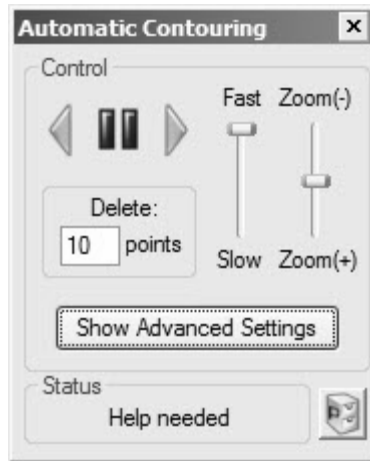 Automatic Contouring
Control
Fast Zoom(-)
Delete:
10 points
Slow Zoom(+)
Show Advanced Settings
Status
Help needed